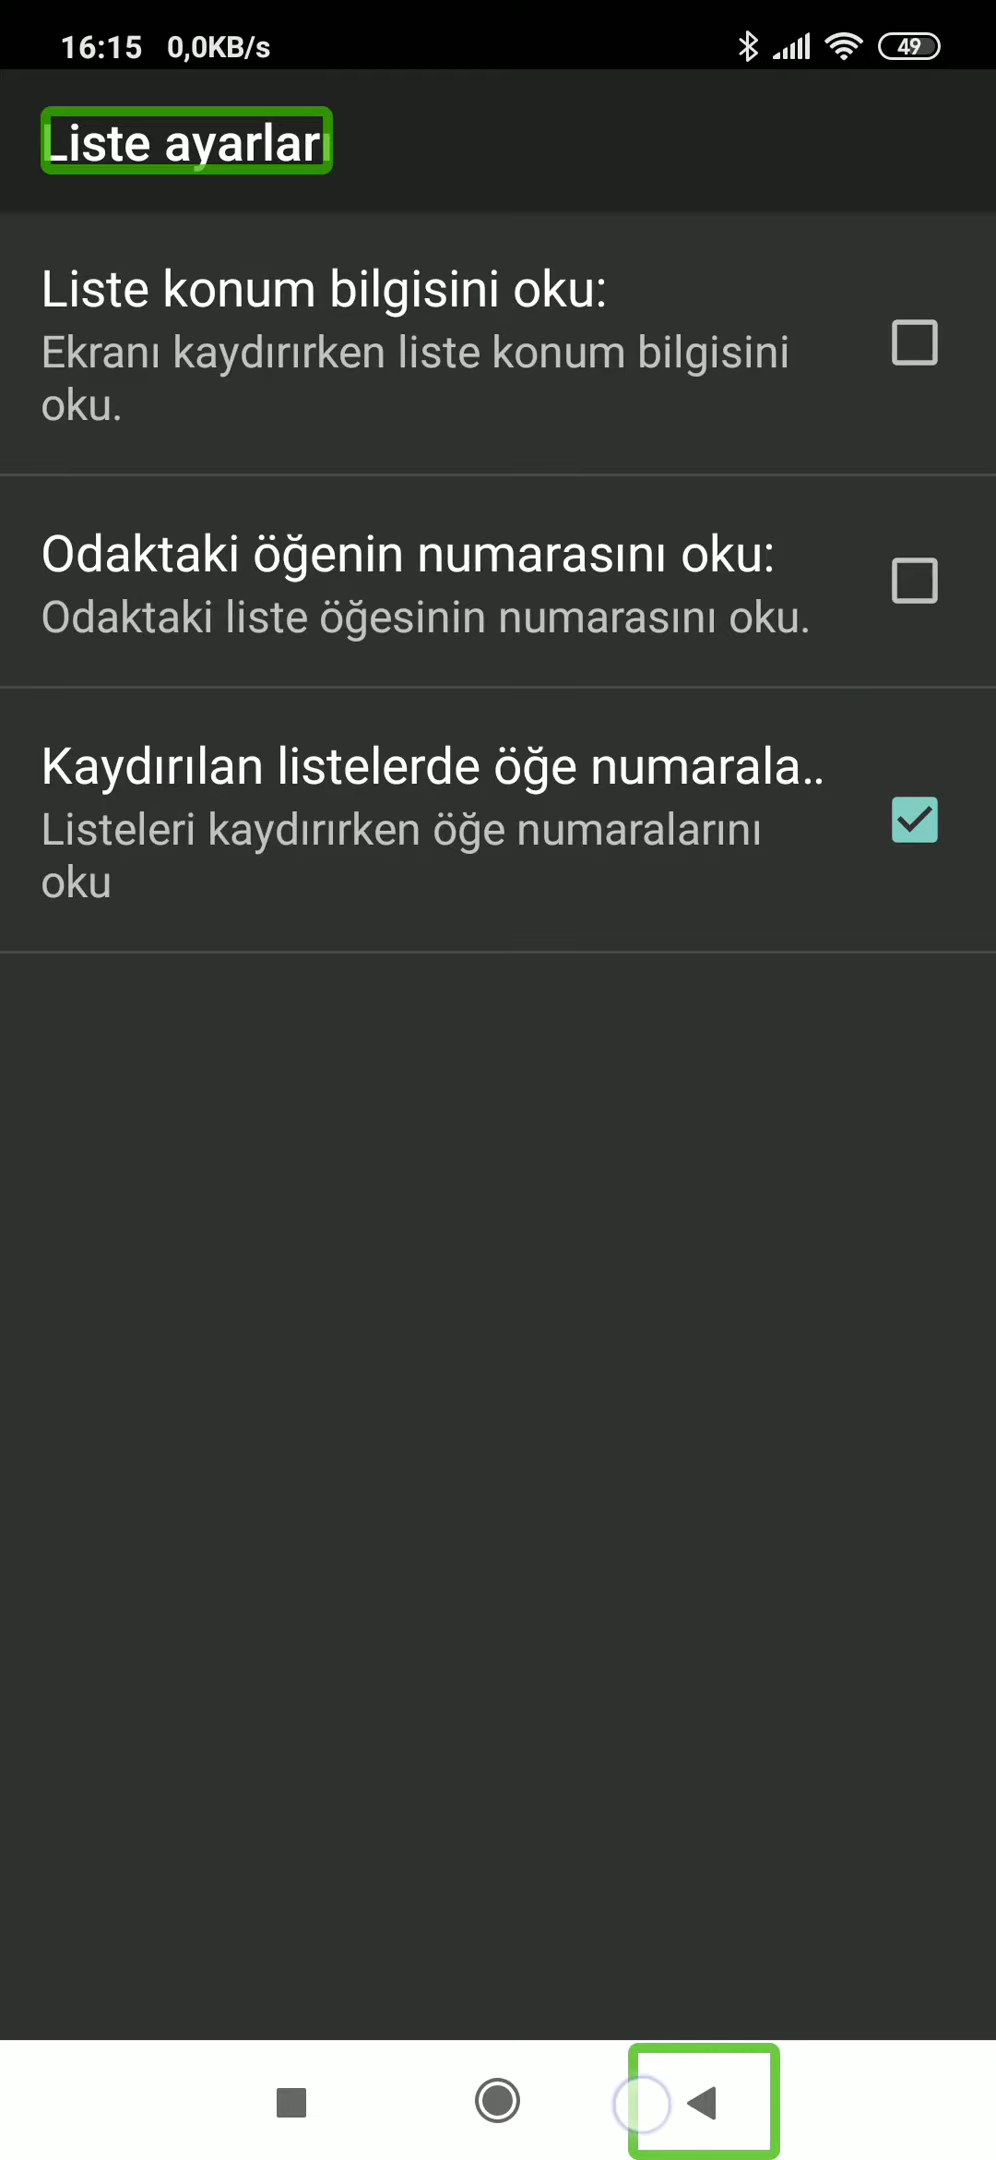 16:15 0,0KB/s 49
Liste ayarları
Liste konum bilgisini oku:
Ekranı kaydırırken liste konum bilgisini
oku.
Odaktaki öğenin numarasını oku:
Odaktaki liste öğesinin numarasını oku.
Kaydırılan listelerde öğe numarala..
Listeleri kaydırırken öğe numaralarını
oku